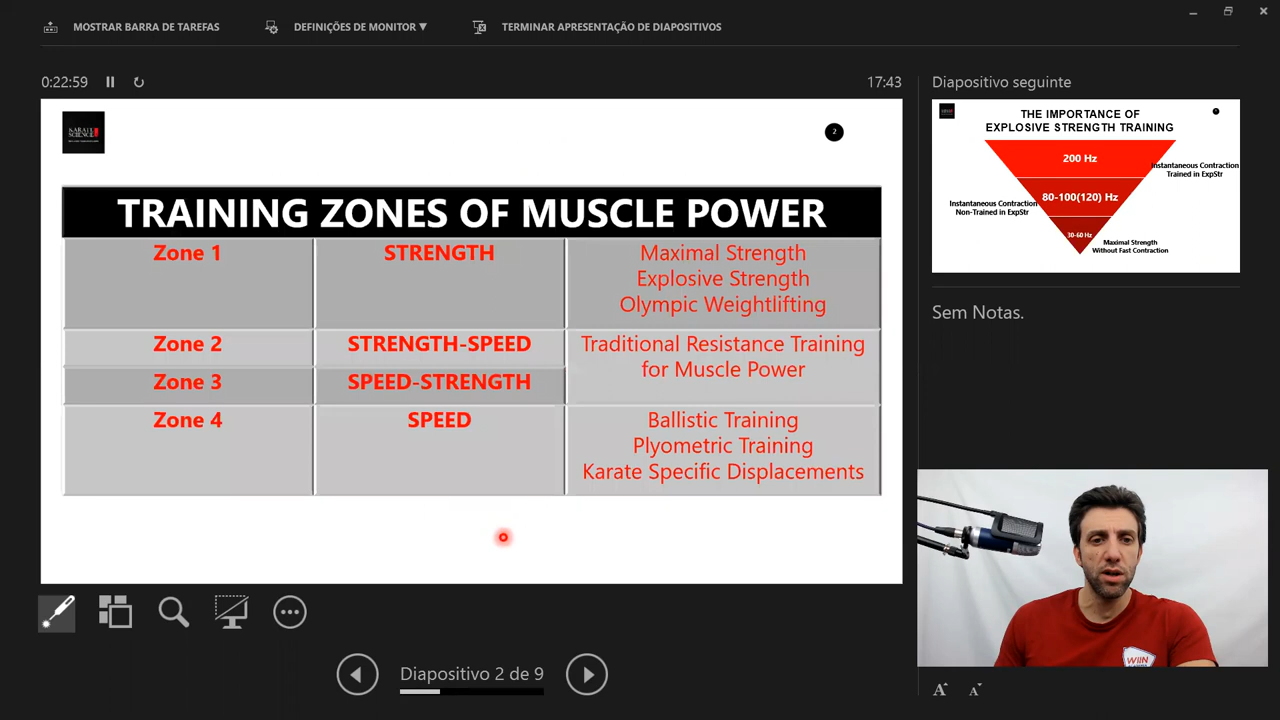 MOSTRAR BARRA DE TAREFAS
DEFINIÇÕES DE MONITOR ▼
TERMINAR APRESENTAÇÃO DE DIAPOSITIVOS
0:22:59
17:43
KARATE
SCIENCE
2
TRAINING ZONES OF MUSCLE POWER
Zone 1
STRENGTH
Maximal Strength
Explosive Strength
Olympic Weightlifting
Zone 2
STRENGTH-SPEED
Traditional Resistance Training
for Muscle Power
Zone 3
SPEED-STRENGTH
Zone 4
SPEED
Ballistic Training
Plyometric Training
Karate Specific Displacements
Diapositivo 2 de 9
Diapositivo seguinte
THE IMPORTANCE OF
EXPLOSIVE STRENGTH TRAINING
200 Hz
Instantaneous Contraction
Trained in ExpStr
80-100(120) Hz
Instantaneous Contraction
Non-Trained in ExpStr
30-60 Hz
Maximal Strength
Without Fast Contraction
Sem Notas.
WIIN
A A